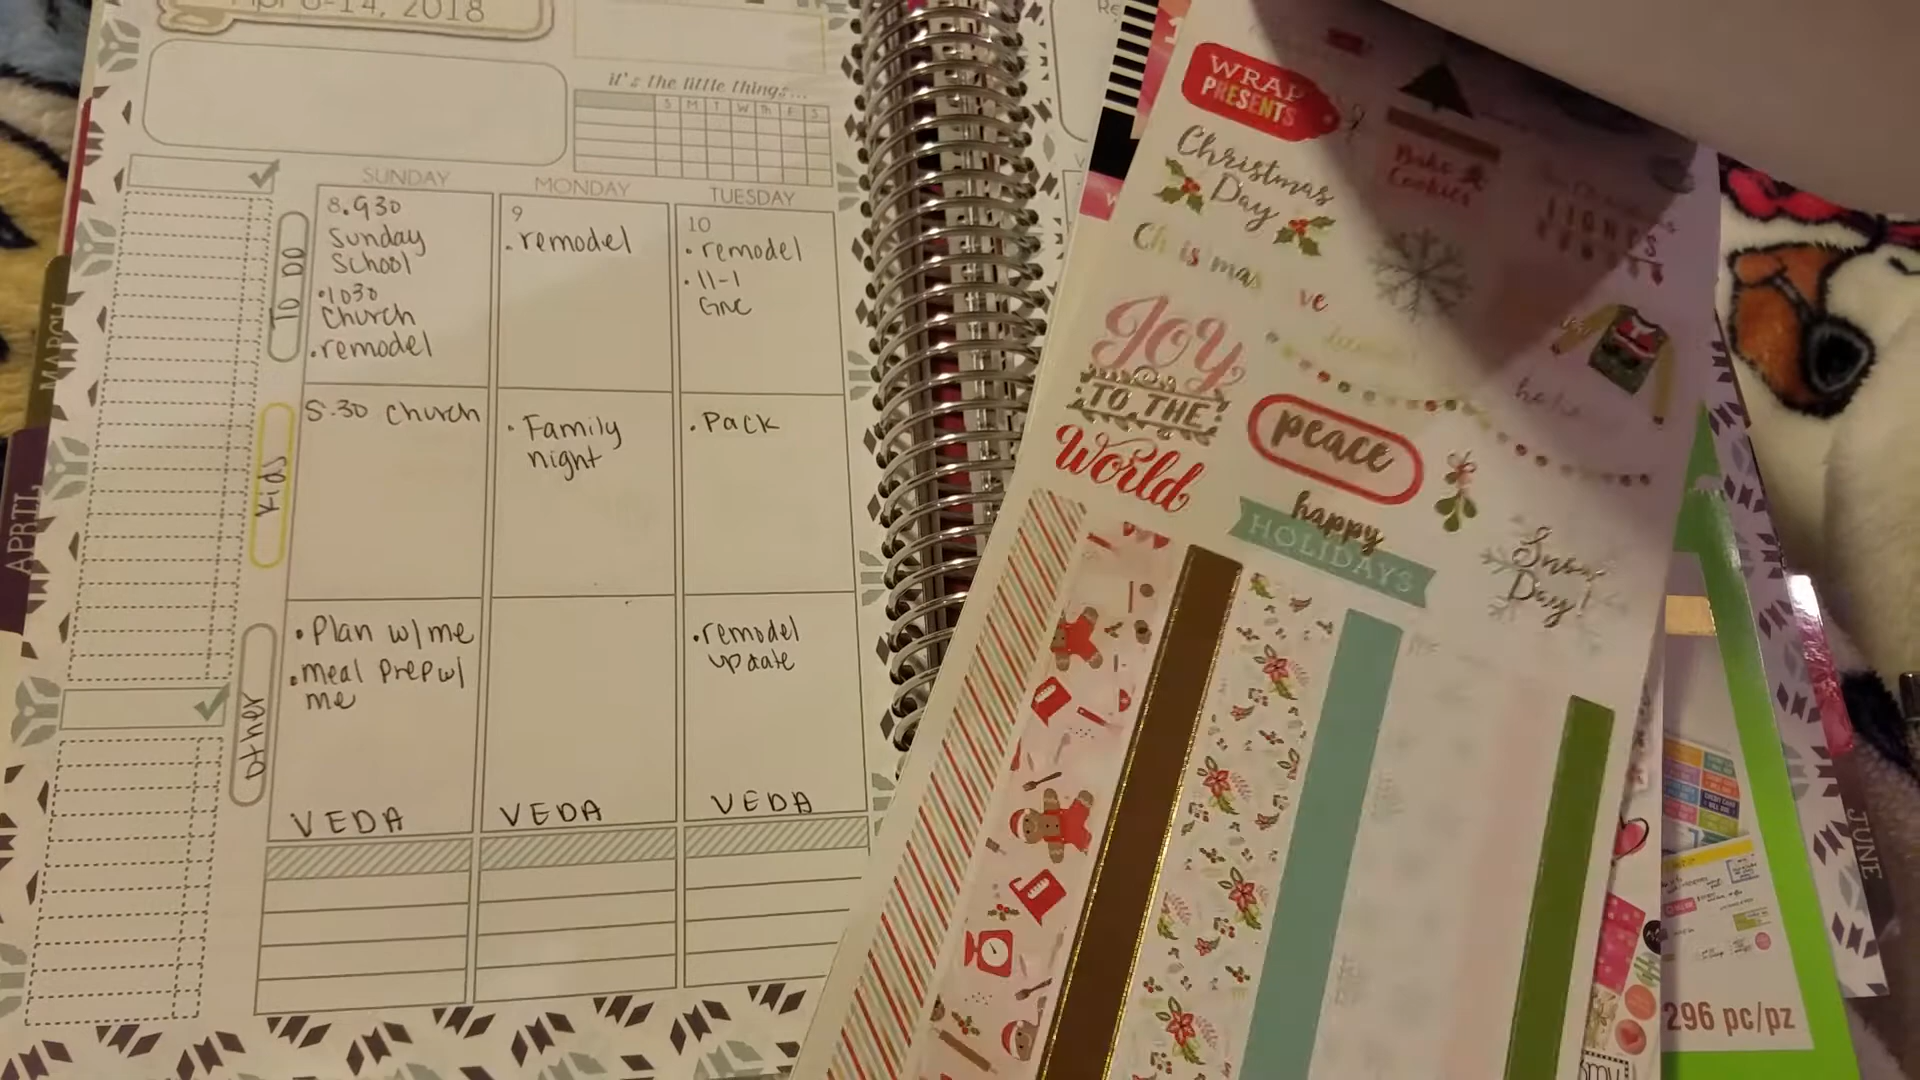 14, 2018
it's the little things...
S M T W Th F S
SUNDAY
MONDAY
TUESDAY
TO DO
8 .930
Sunday
School
•1030
Church
•remodel
9
•remodel
10
•remodel
•11-1
GNC
Kids
5.30 Church
•Family
night
•Pack
other
•Plan w/me
•meal Prep w/
me
•remodel
update
VEDA
VEDA
VEDA
MARCH
APRIL
WRAP
PRESENTS
Christmas
Day
Bake
Cookies
LIGHTS
JOY
TO THE
World
peace
happy
HOLIDAYS
Snow
Day!
JUNE
296 pc/pz